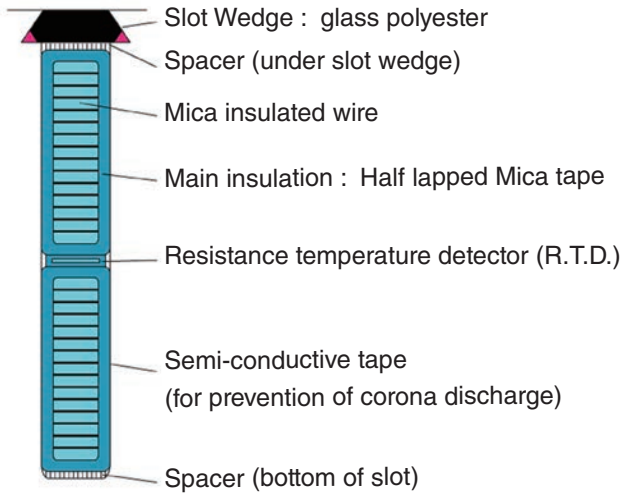 Slot Wedge : glass polyester
Spacer (under slot wedge)
Mica insulated wire
Main insulation : Half lapped Mica tape
Resistance temperature detector (R.T.D.)
Semi-conductive tape
(for prevention of corona discharge)
Spacer (bottom of slot)